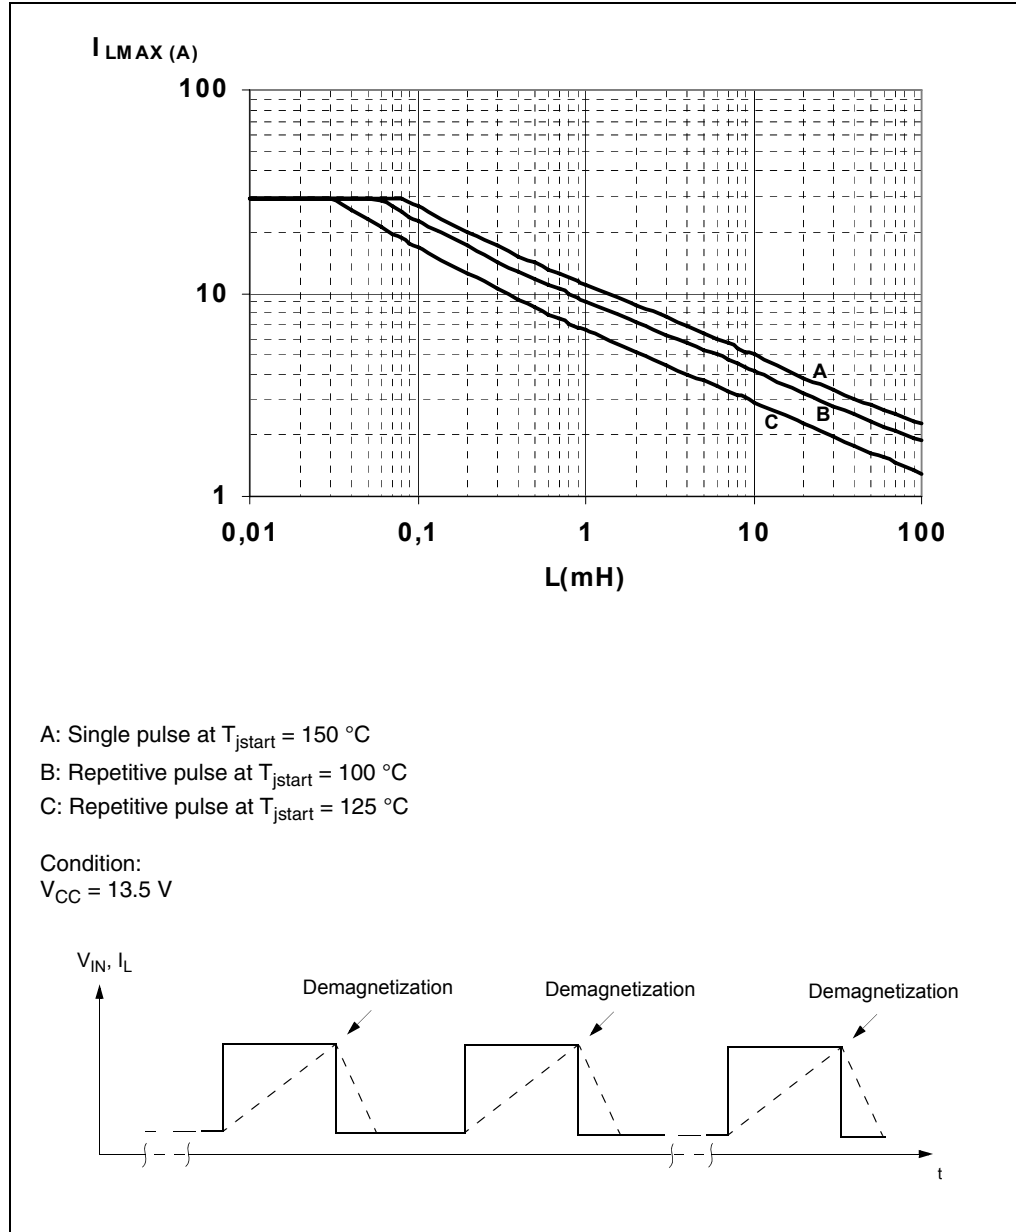 I LMAX (A)
100
10
1
0,01 0,1 1 10 100
L(mH)
A
B
C
A: Single pulse at Tjstart = 150 °C
B: Repetitive pulse at Tjstart = 100 °C
C: Repetitive pulse at Tjstart = 125 °C
Condition:
VCC = 13.5 V
VIN, IL
Demagnetization Demagnetization Demagnetization
t